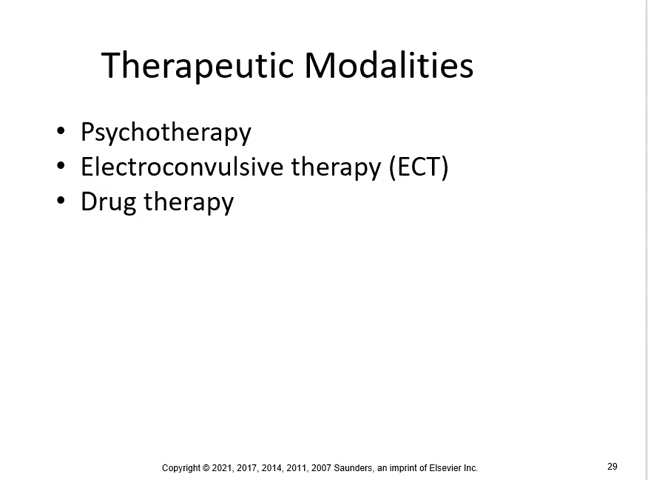 Therapeutic Modalities
• Psychotherapy
• Electroconvulsive therapy (ECT)
• Drug therapy
Copyright © 2021, 2017, 2014, 2011, 2007 Saunders, an imprint of Elsevier Inc.
29